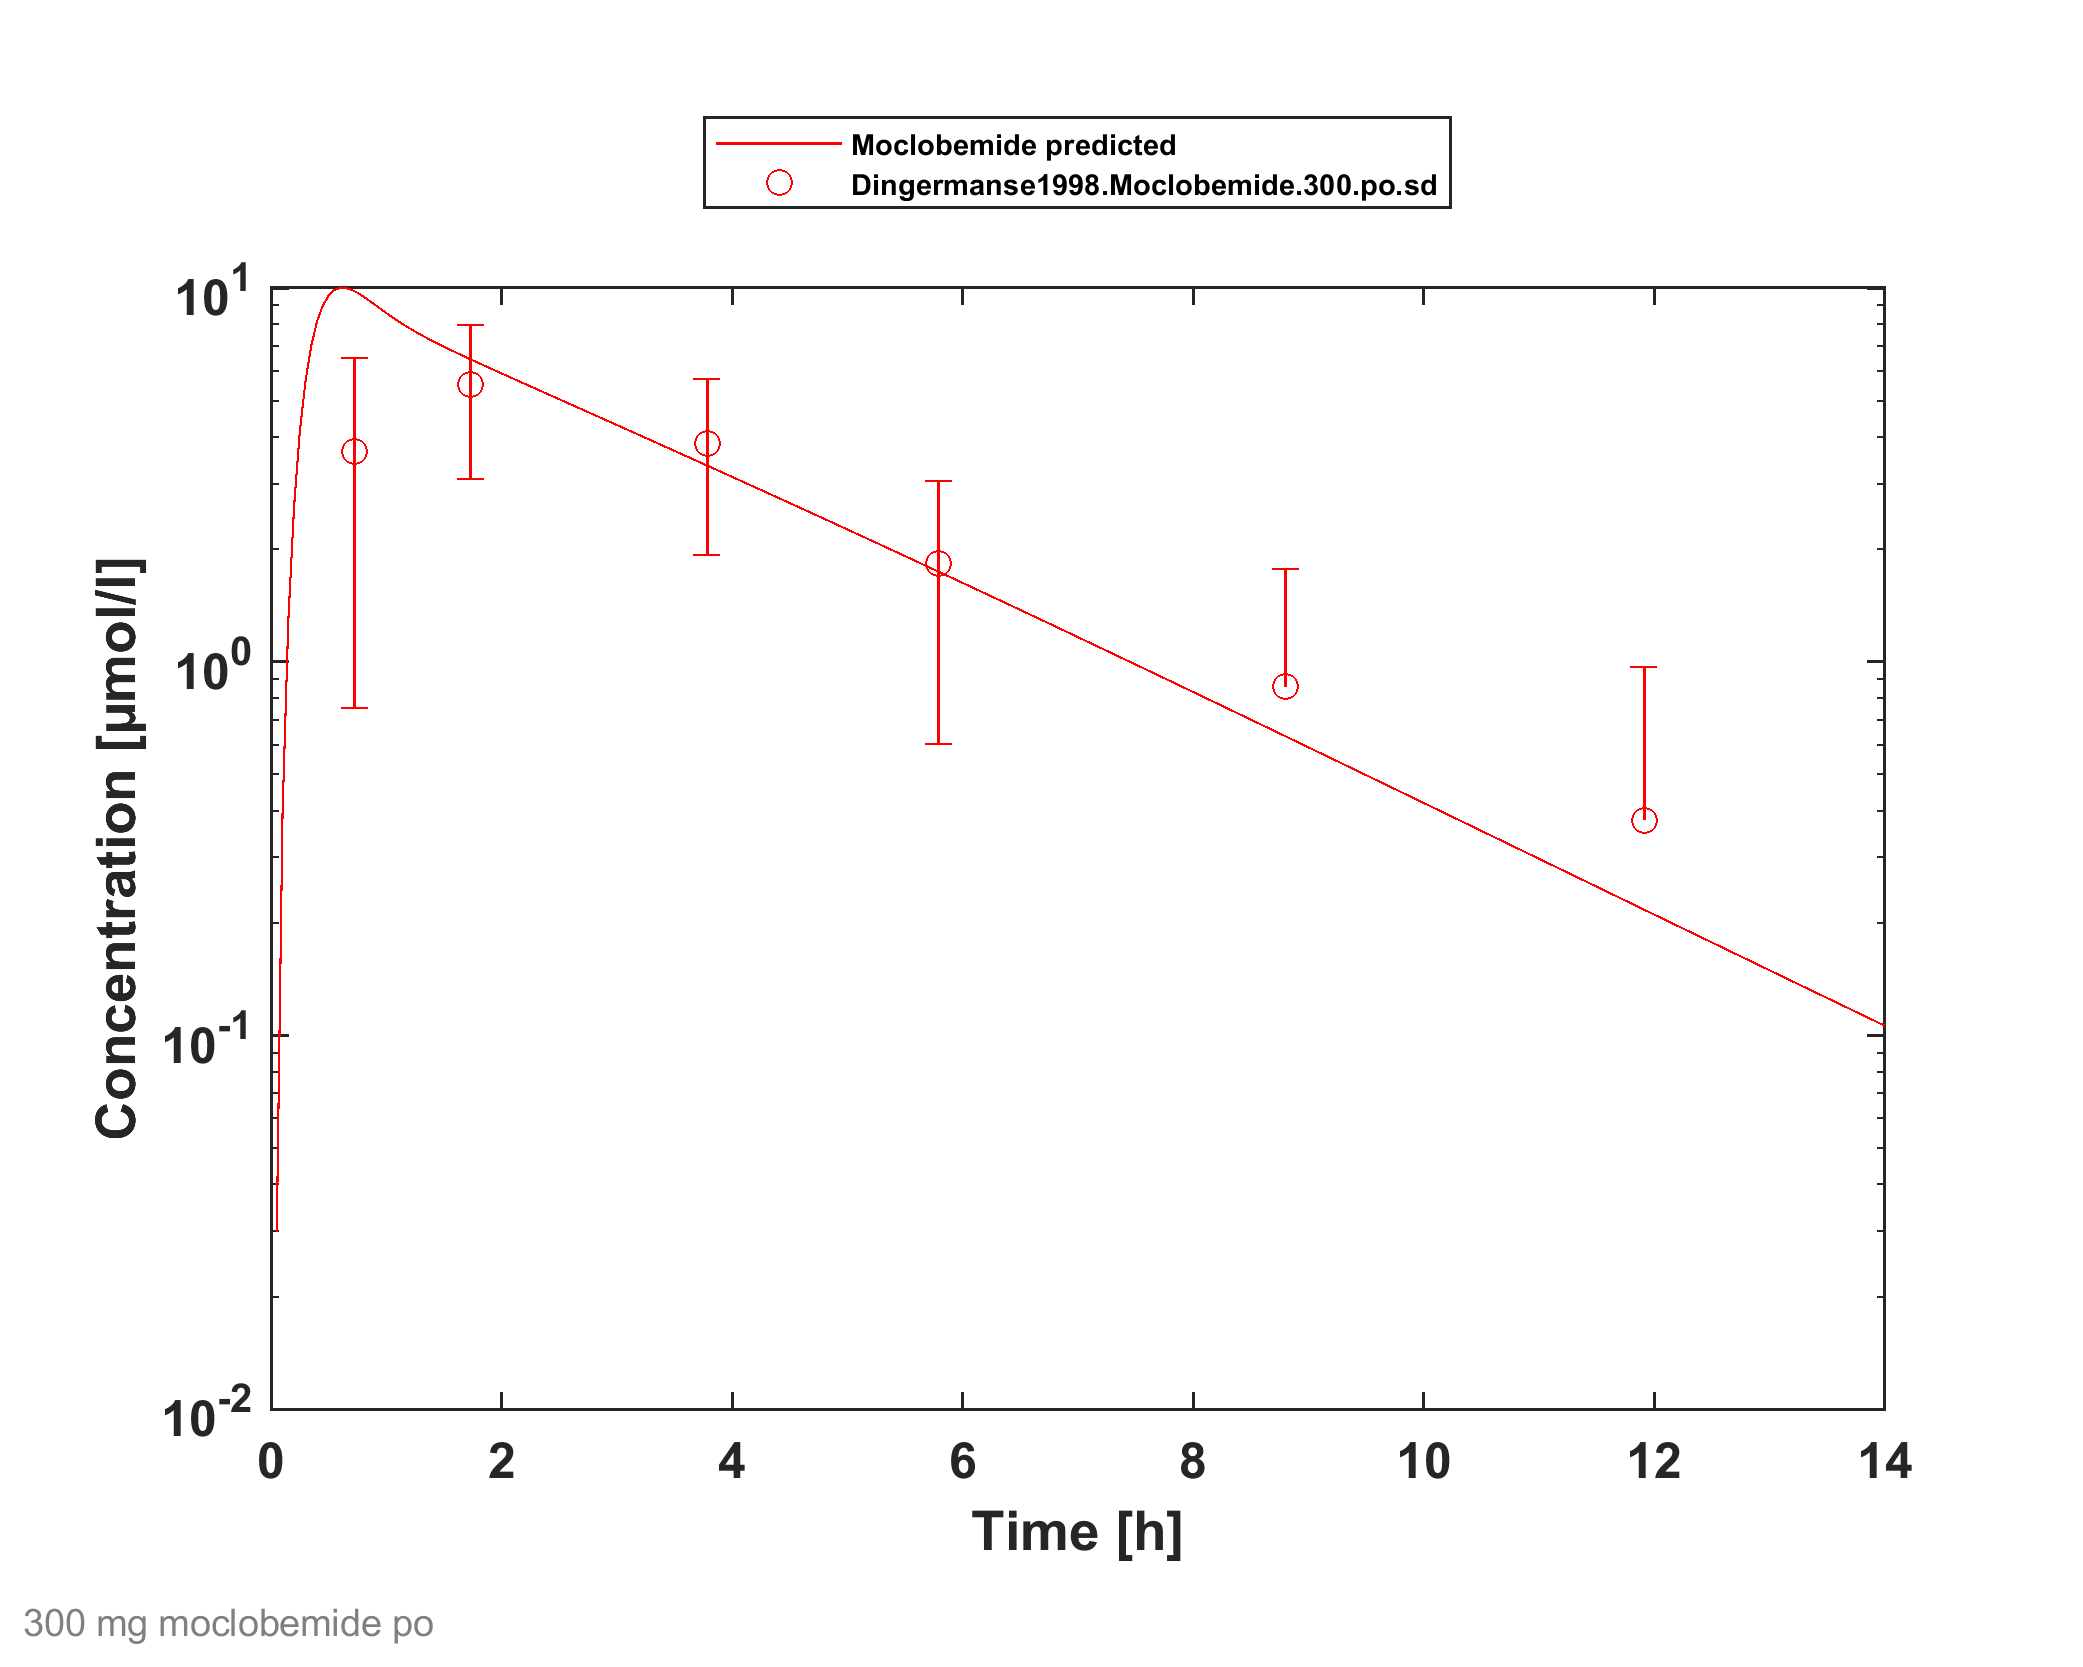 Moclobemide predicted
Dingermanse1998.Moclobemide.300.po.sd
10^1
10^0
10^-1
10^-2
Concentration [µmol/l]
0 2 4 6 8 10 12 14
Time [h]
300 mg moclobemide po